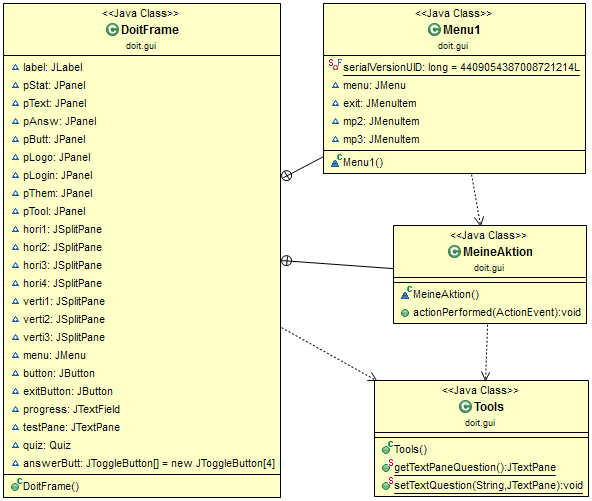 <<Java Class>>
DoitFrame
doit.gui
label: JLabel
pStat: JPanel
pText: JPanel
pAnsw: JPanel
pButt: JPanel
pLogo: JPanel
pLogin: JPanel
pThem: JPanel
pTool: JPanel
hori1: JSplitPane
hori2: JSplitPane
hori3: JSplitPane
hori4: JSplitPane
verti1: JSplitPane
verti2: JSplitPane
verti3: JSplitPane
menu: JMenu
button: JButton
exitButton: JButton
progress: JTextField
testPane: JTextPane
quiz: Quiz
answerButt: JToggleButton[] = new JToggleButton[4]
DoitFrame()
<<Java Class>>
Menu1
doit.gui
serialVersionUID: long = 4409054387008721214L
menu: JMenu
exit: JMenuItem
mp2: JMenuItem
mp3: JMenuItem
Menu1()
<<Java Class>>
MeineAktion
doit.gui
MeineAktion()
actionPerformed(ActionEvent):void
<<Java Class>>
Tools
doit.gui
Tools()
getTextPaneQuestion():JTextPane
setTextQuestion(String,JTextPane):void